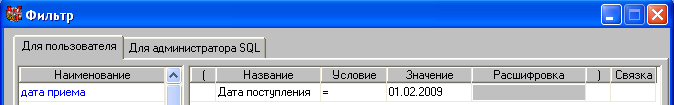 Фильтр
Для пользователя Для администратора SQL
Наименование ( Название Условие Значение Расшифровка ) Связка
дата приема Дата поступления = 01.02.2009